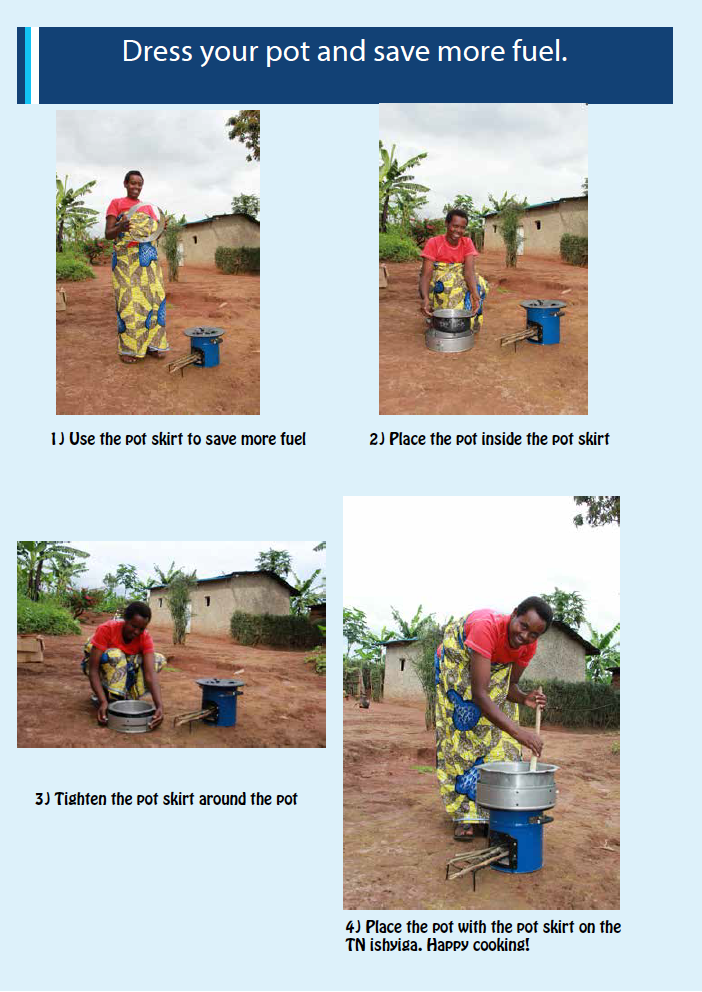 Dress your pot and save more fuel.
1) Use the pot skirt to save more fuel
2) Place the pot inside the pot skirt
3) Tighten the pot skirt around the pot
4) Place the pot with the pot skirt on the
TN ishyiga. Happy cooking!